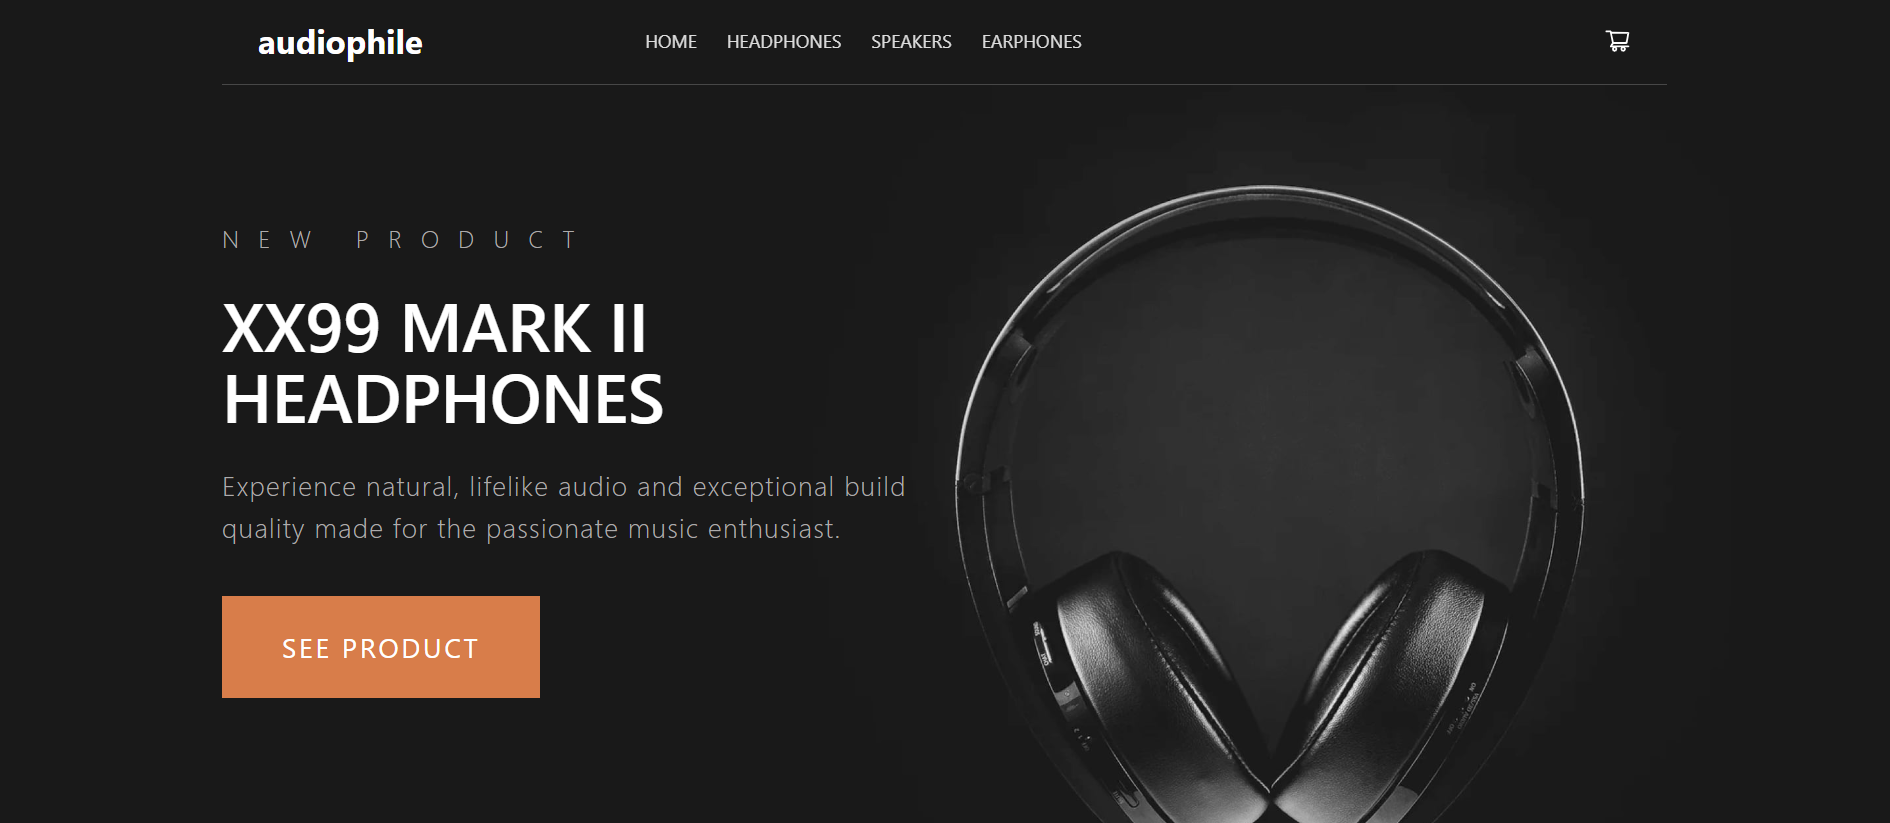 audiophile
HOME HEADPHONES SPEAKERS EARPHONES
NEW PRODUCT
XX99 MARK II
HEADPHONES
Experience natural, lifelike audio and exceptional build
quality made for the passionate music enthusiast.
SEE PRODUCT